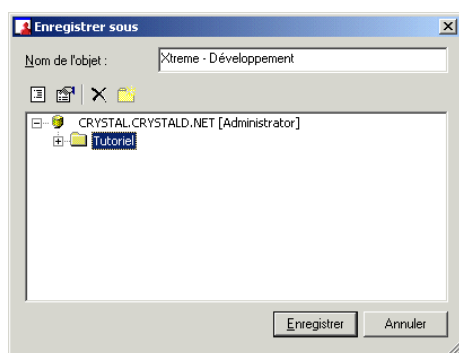 Enregistrer sous
Nom de l'objet :
Xtreme - Développement
CRYSTAL.CRYSTALD.NET [Administrator]
Tutoriel
Enregistrer
Annuler